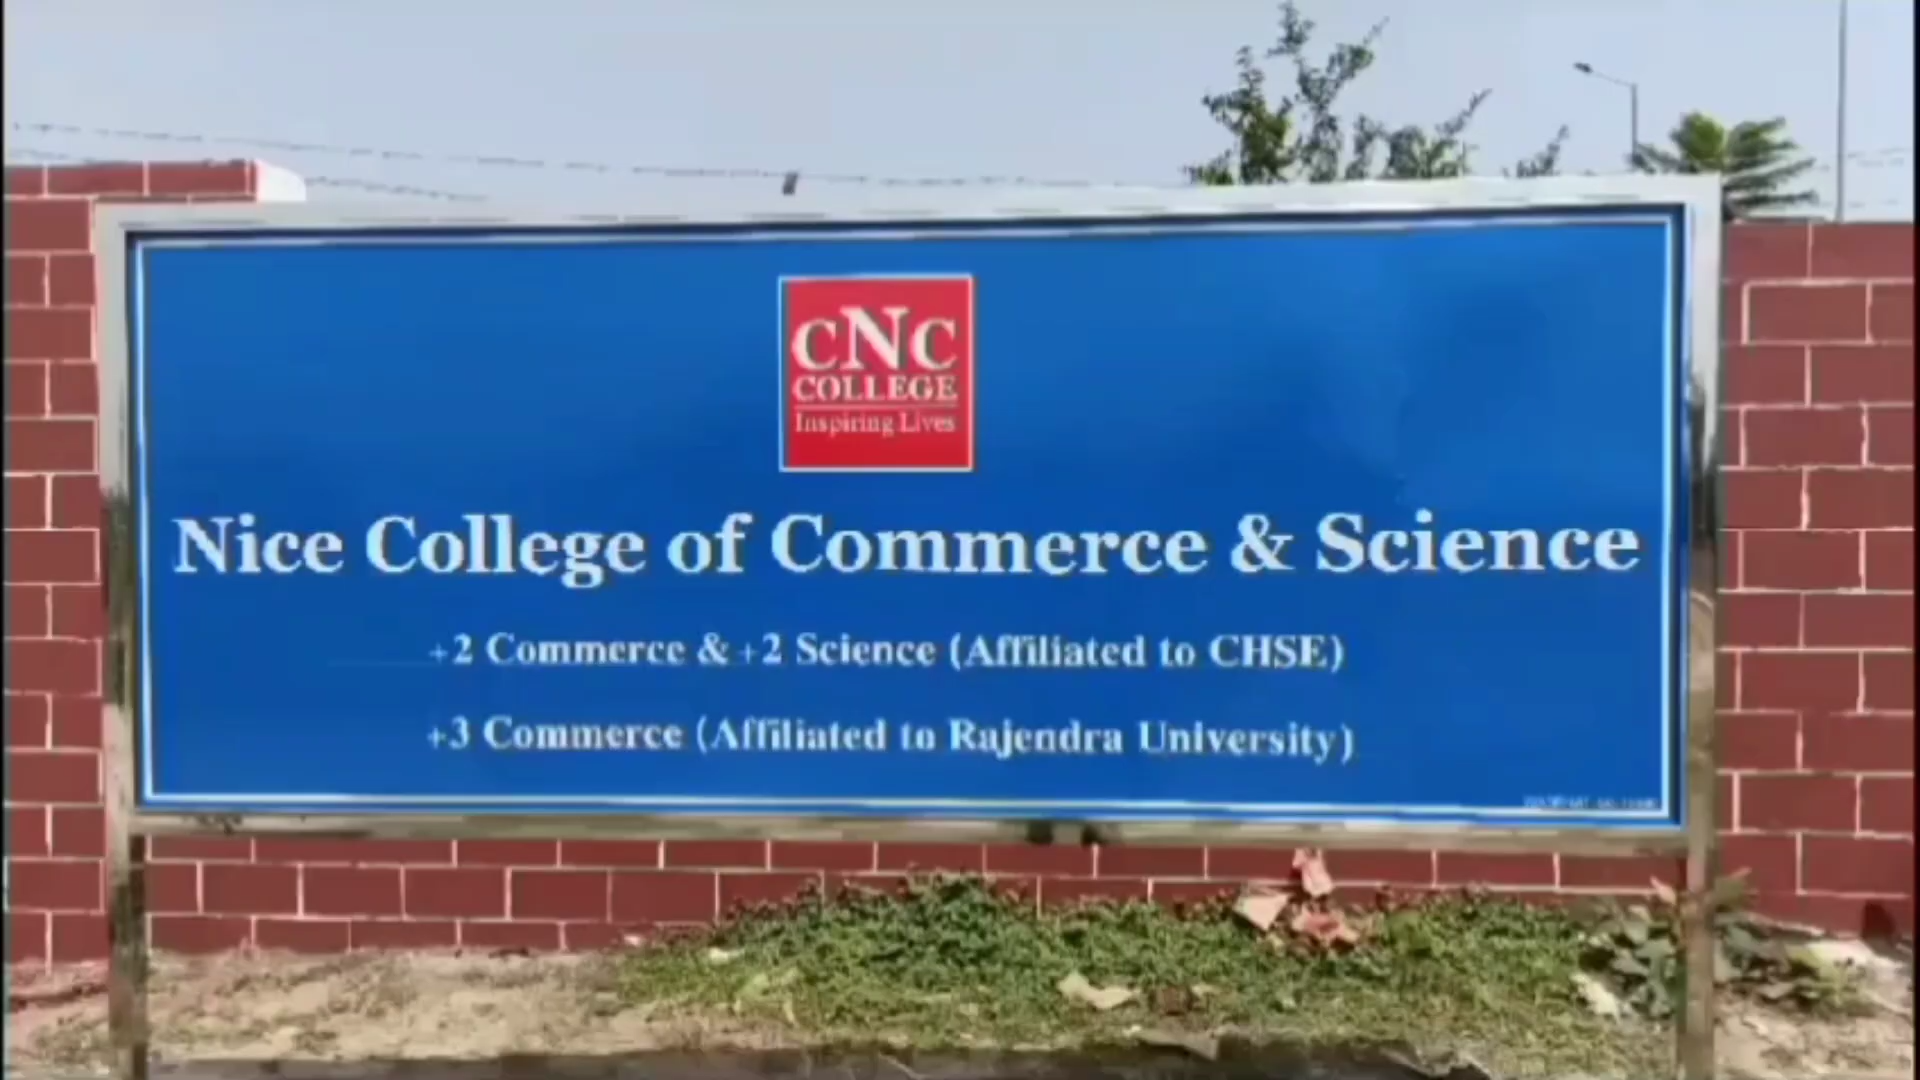 CNC
COLLEGE
Inspiring Lives
Nice College of Commerce & Science
+2 Commerce & +2 Science (Affiliated to CHSE)
+3 Commerce (Affiliated to Rajendra University)